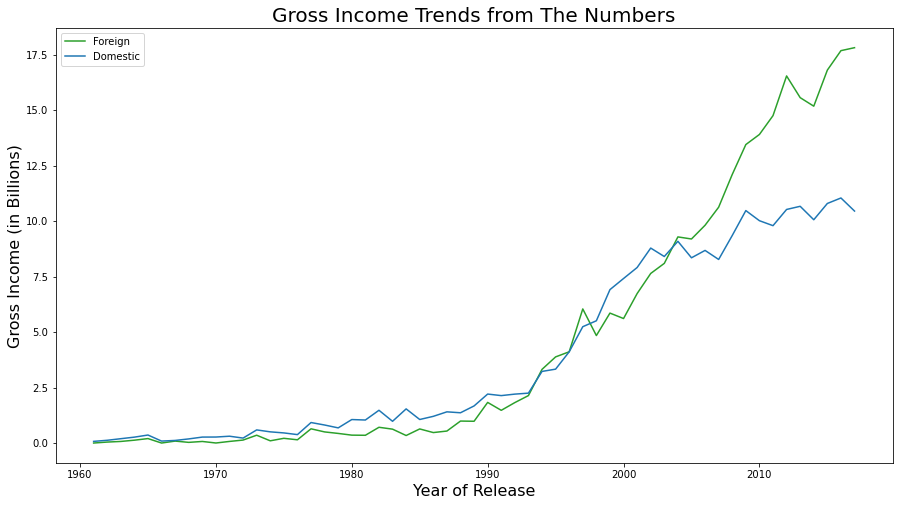 Gross Income Trends from The Numbers
Foreign
Domestic
Gross Income (in Billions)
17.5
15.0
12.5
10.0
7.5
5.0
2.5
0.0
1960 1970 1980 1990 2000 2010
Year of Release